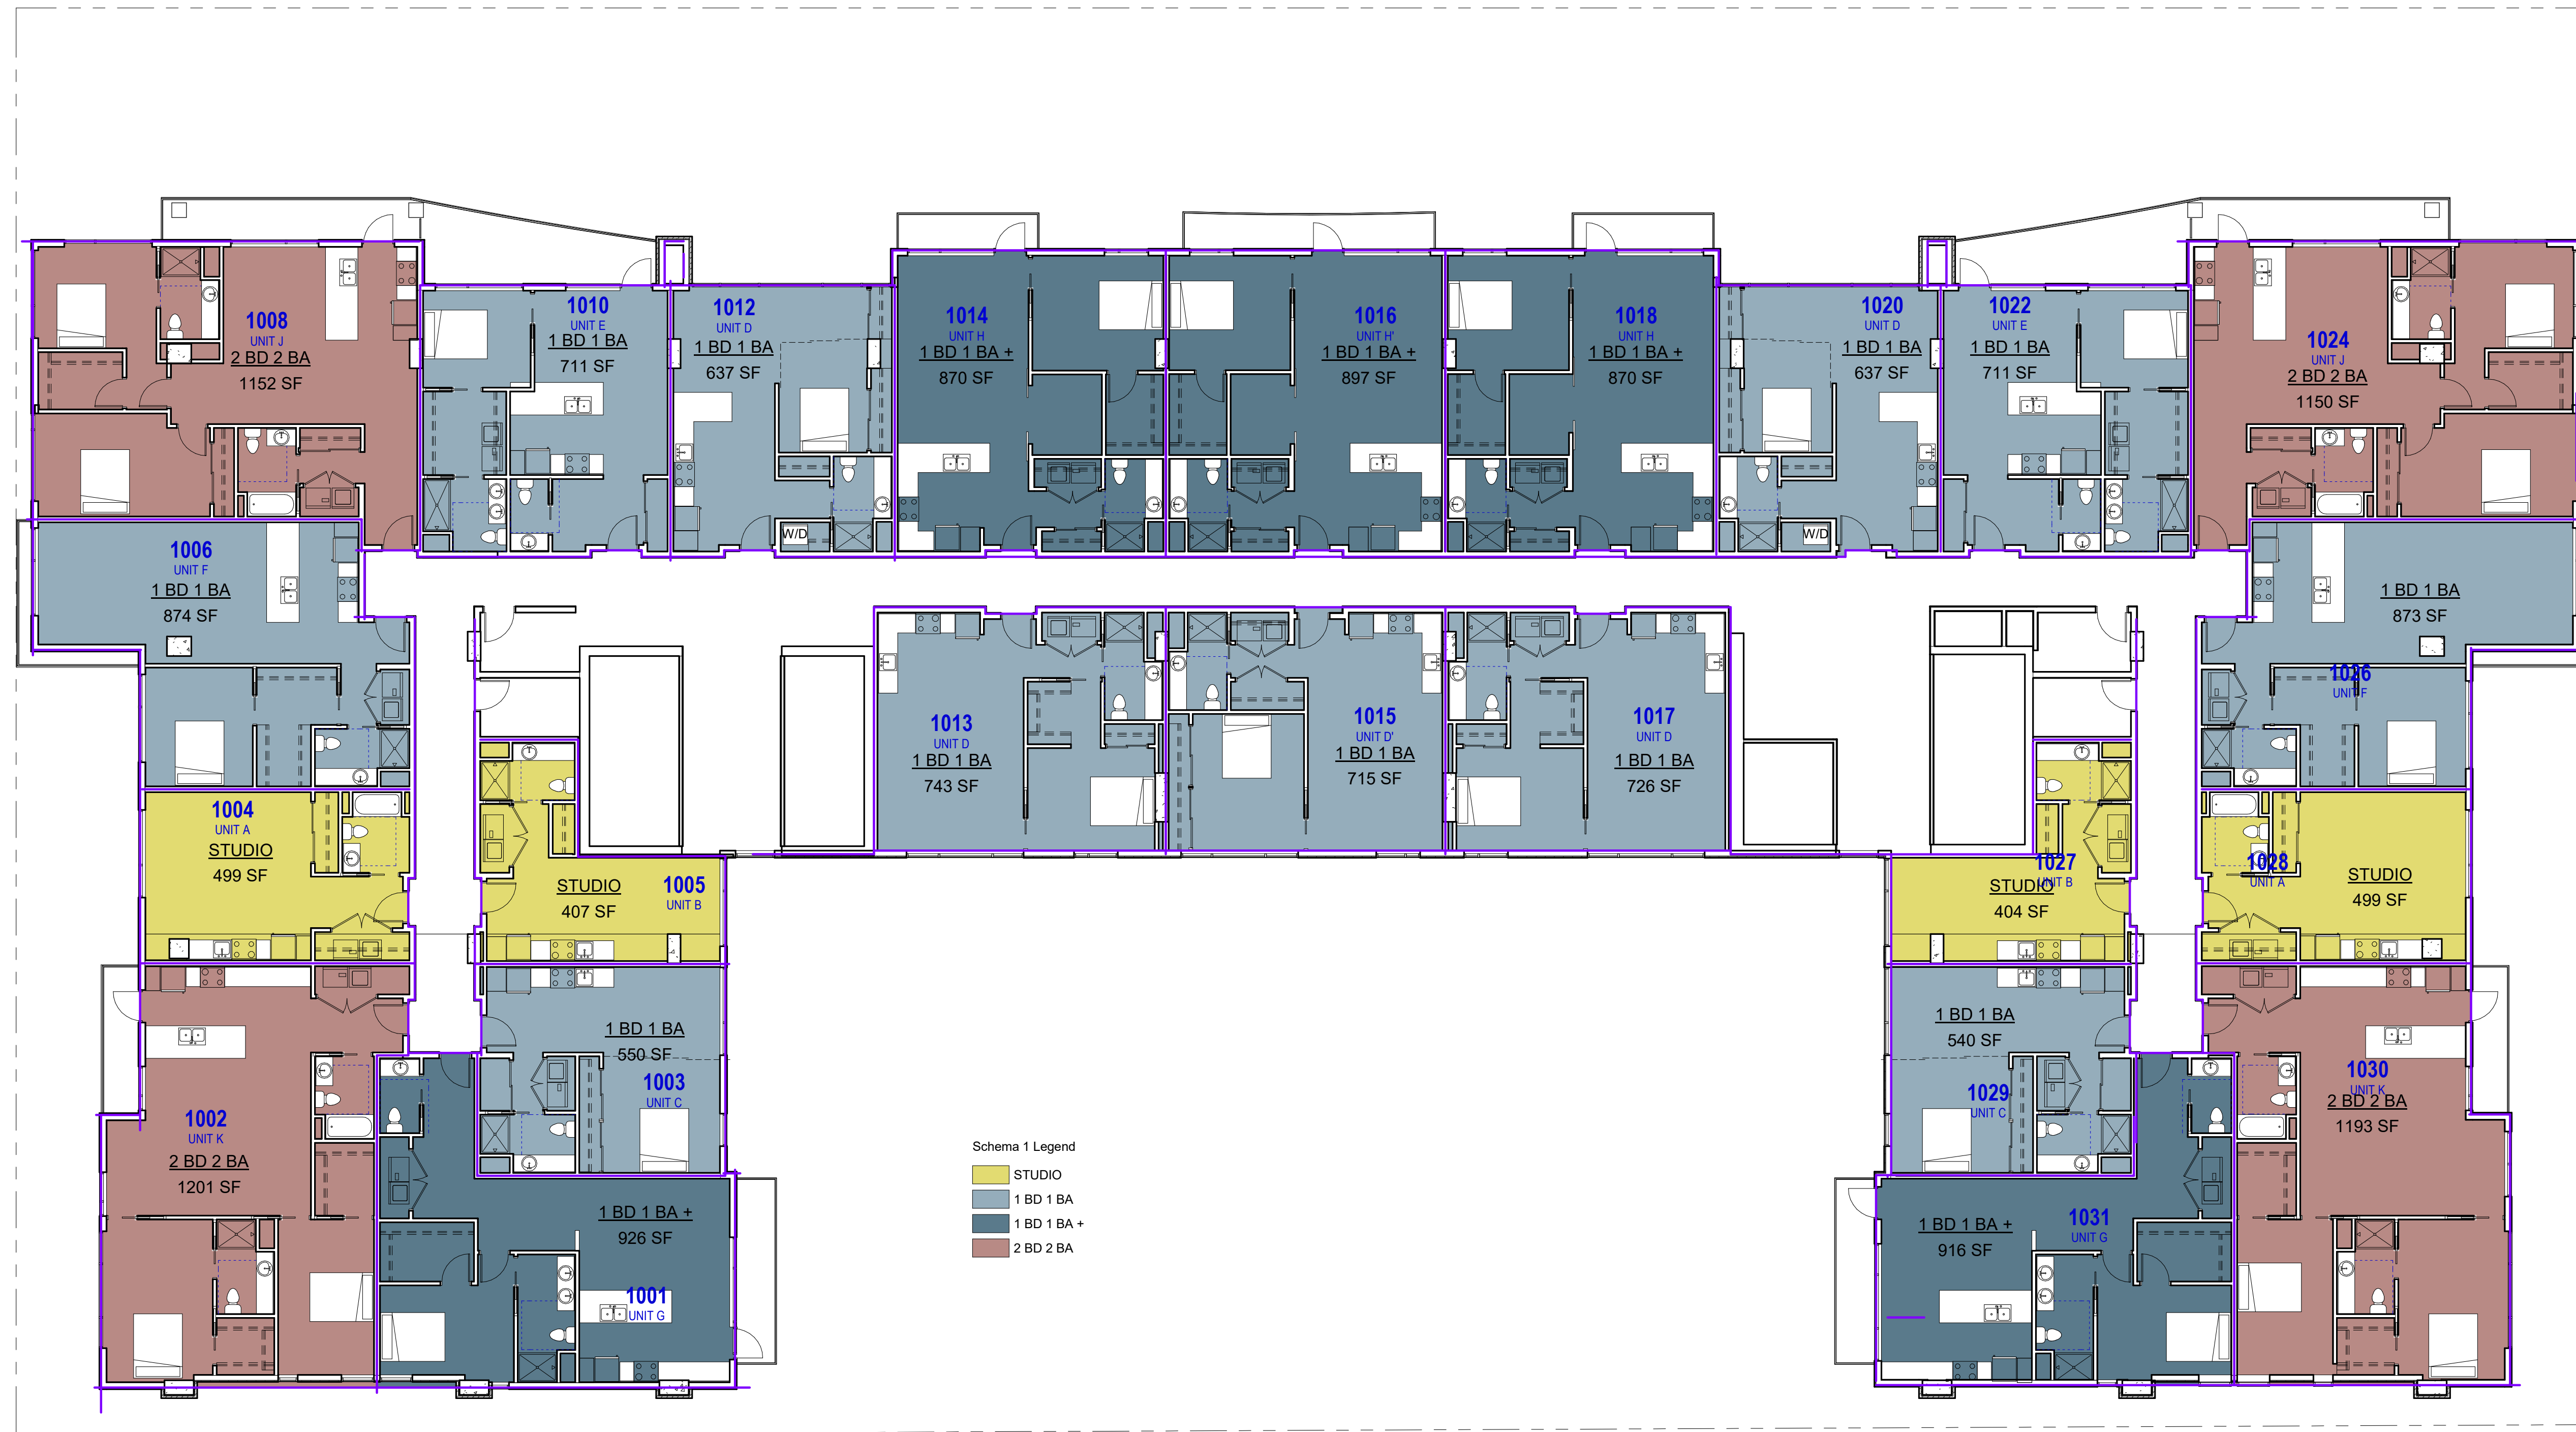 1008
UNIT J
2 BD 2 BA
1152 SF
1010
UNIT E
1 BD 1 BA
711 SF
1012
UNIT D
1 BD 1 BA
637 SF
W/D
1014
UNIT H
1 BD 1 BA +
870 SF
1016
UNIT H'
1 BD 1 BA +
897 SF
1018
UNIT H
1 BD 1 BA +
870 SF
1020
UNIT D
1 BD 1 BA
637 SF
W/D
1022
UNIT E
1 BD 1 BA
711 SF
1024
UNIT J
2 BD 2 BA
1150 SF
1006
UNIT F
1 BD 1 BA
874 SF
1 BD 1 BA
873 SF
1026
UNIT F
1013
UNIT D
1 BD 1 BA
743 SF
1015
UNIT D'
1 BD 1 BA
715 SF
1017
UNIT D
1 BD 1 BA
726 SF
1004
UNIT A
STUDIO
499 SF
STUDIO
407 SF
1005
UNIT B
1027
UNIT B
STUDIO
404 SF
1028
UNIT A
STUDIO
499 SF
1 BD 1 BA
550 SF
1003
UNIT C
1 BD 1 BA
540 SF
1029
UNIT C
1002
UNIT K
2 BD 2 BA
1201 SF
1030
UNIT K
2 BD 2 BA
1193 SF
1 BD 1 BA +
926 SF
1001
UNIT G
1031
UNIT G
1 BD 1 BA +
916 SF
Schema 1 Legend
STUDIO
1 BD 1 BA
1 BD 1 BA +
2 BD 2 BA